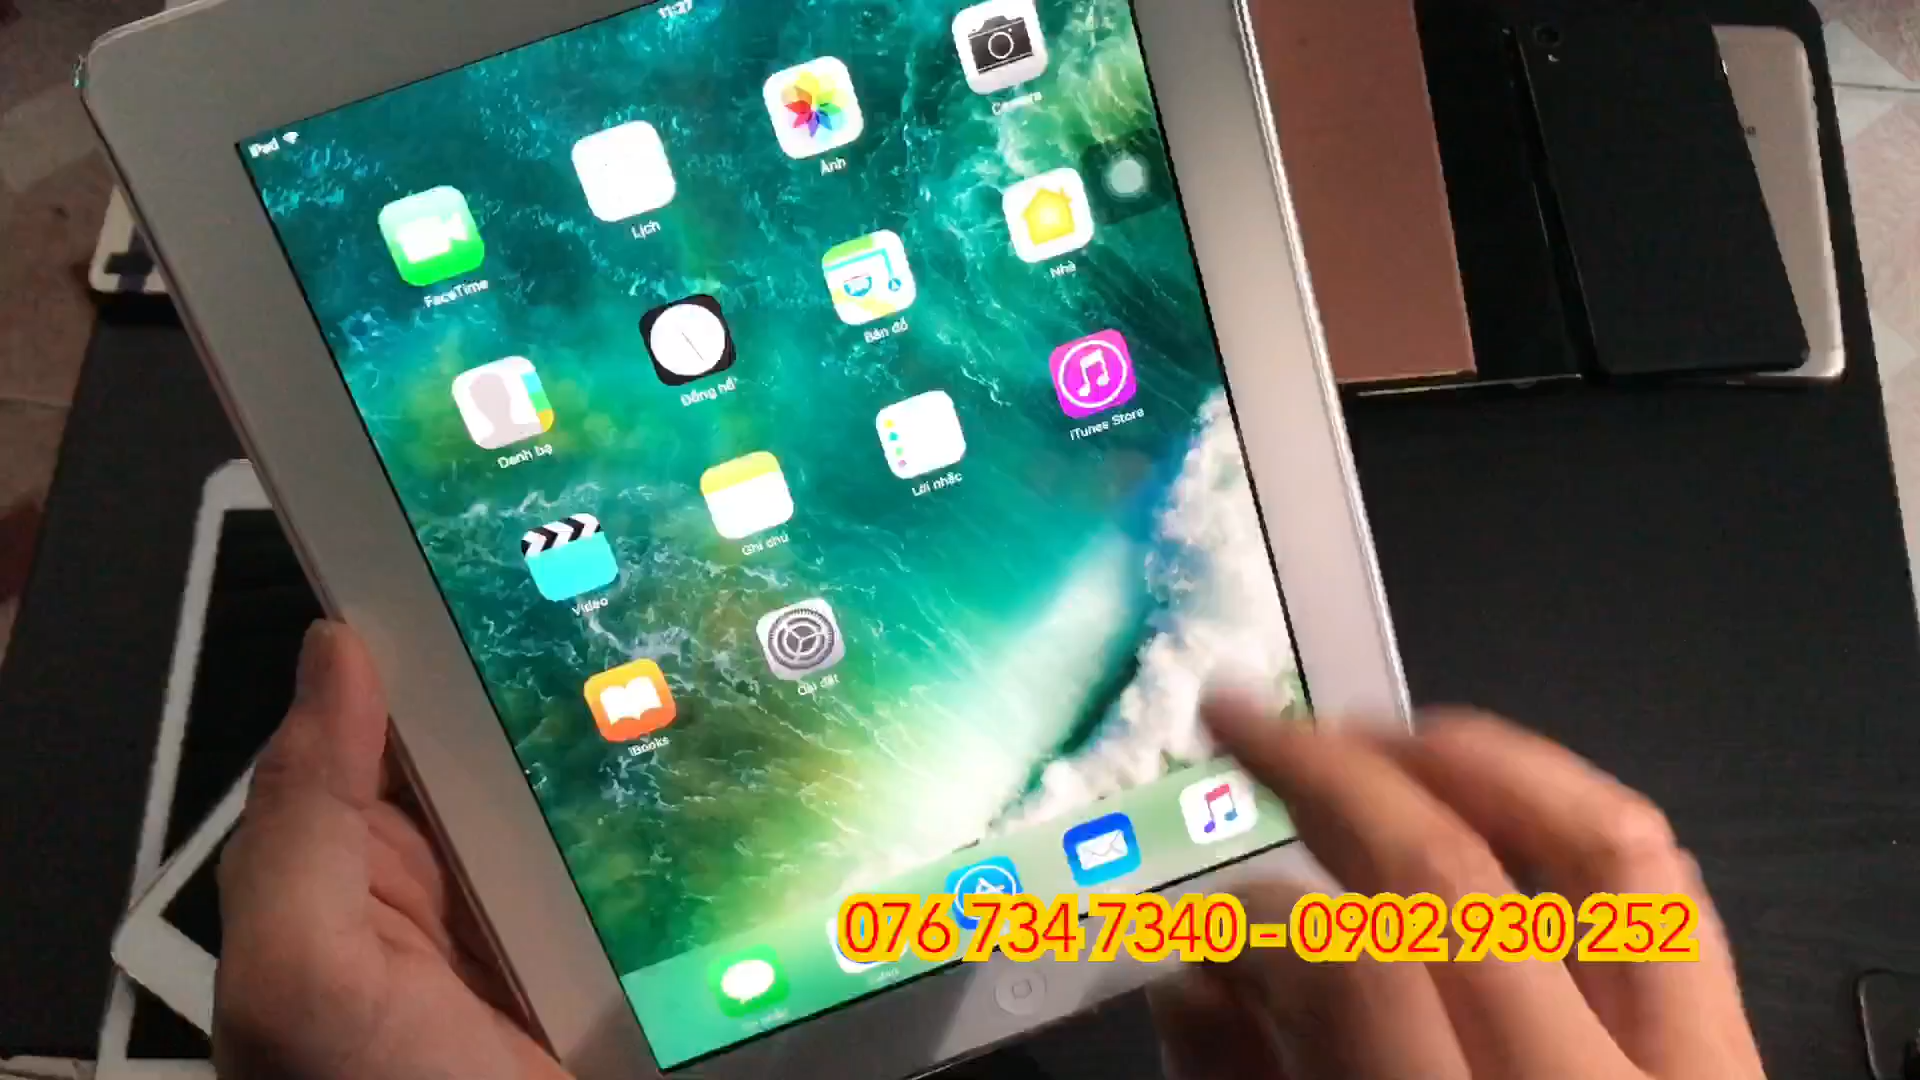 11:27
iPad
Camera
Ảnh
Lịch
FaceTime
Nhà
Bản đồ
Đồng hồ
Danh bạ
iTunes Store
Lời nhắc
Ghi chú
Video
Cài đặt
iBooks
076 734 7340 - 0902 930 252